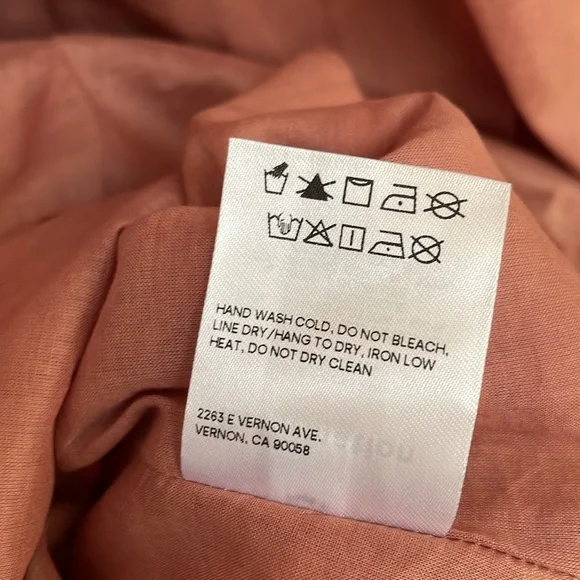 HAND WASH COLD, DO NOT BLEACH,
LINE DRY/HANG TO DRY, IRON LOW
HEAT, DO NOT DRY CLEAN
2263 E VERNON AVE.
VERNON, CA 90058